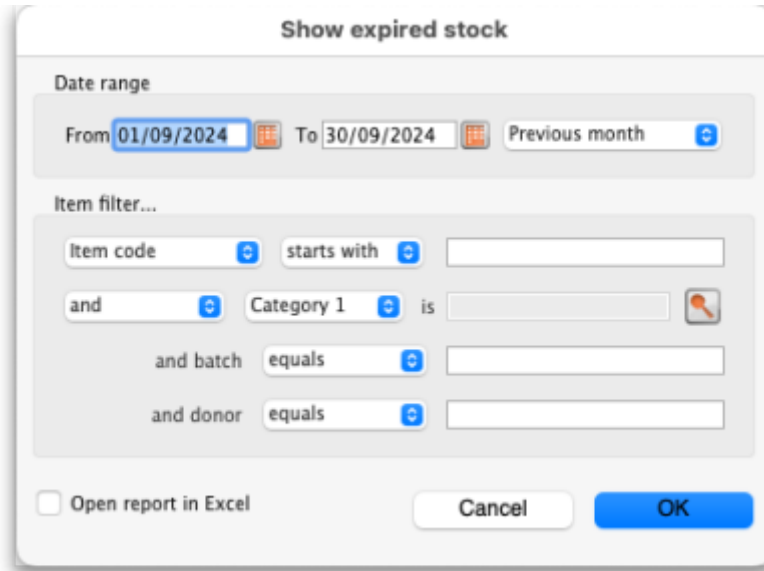 Show expired stock
Date range
From 01/09/2024 To 30/09/2024 Previous month
Item filter...
Item code starts with
and Category 1 is
and batch equals
and donor equals
Open report in Excel Cancel OK